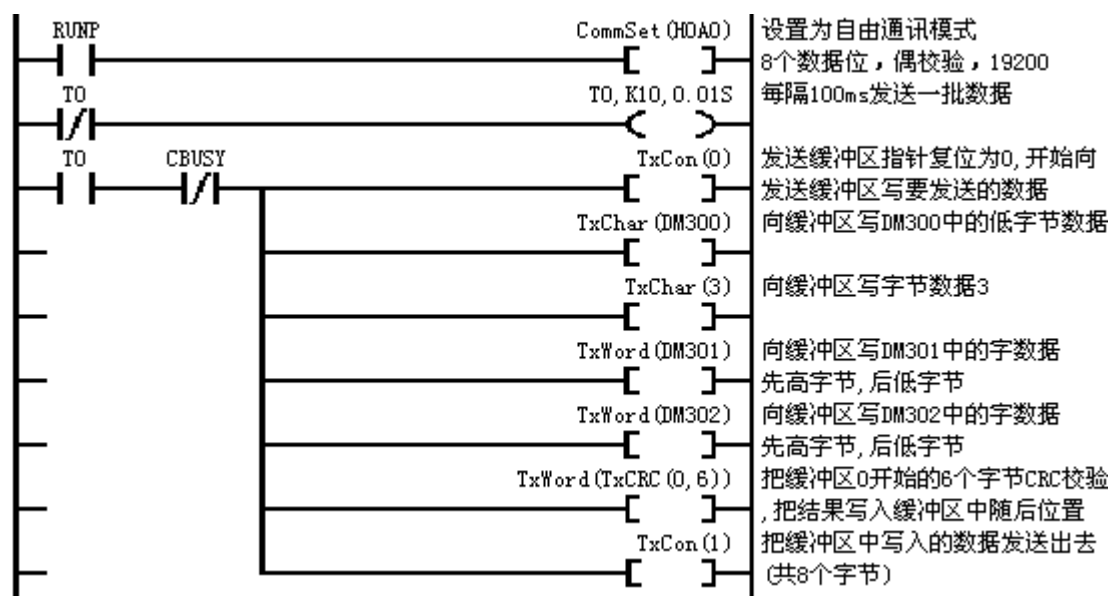 RUNP CommSet(H0A0) 设置为自由通讯模式
8个数据位，偶校验，19200
T0 T0,K10,0.01S 每隔100ms发送一批数据
T0 CBUSY TxCon(0) 发送缓冲区指针复位为0,开始向
发送缓冲区写要发送的数据
TxChar(DM300) 向缓冲区写DM300中的低字节数据
TxChar(3) 向缓冲区写字节数据3
TxWord(DM301) 向缓冲区写DM301中的字数据
先高字节,后低字节
TxWord(DM302) 向缓冲区写DM302中的字数据
先高字节,后低字节
TxWord(TxCRC(0,6)) 把缓冲区0开始的6个字节CRC校验
,把结果写入缓冲区中随后位置
TxCon(1) 把缓冲区中写入的数据发送出去
(共8个字节)